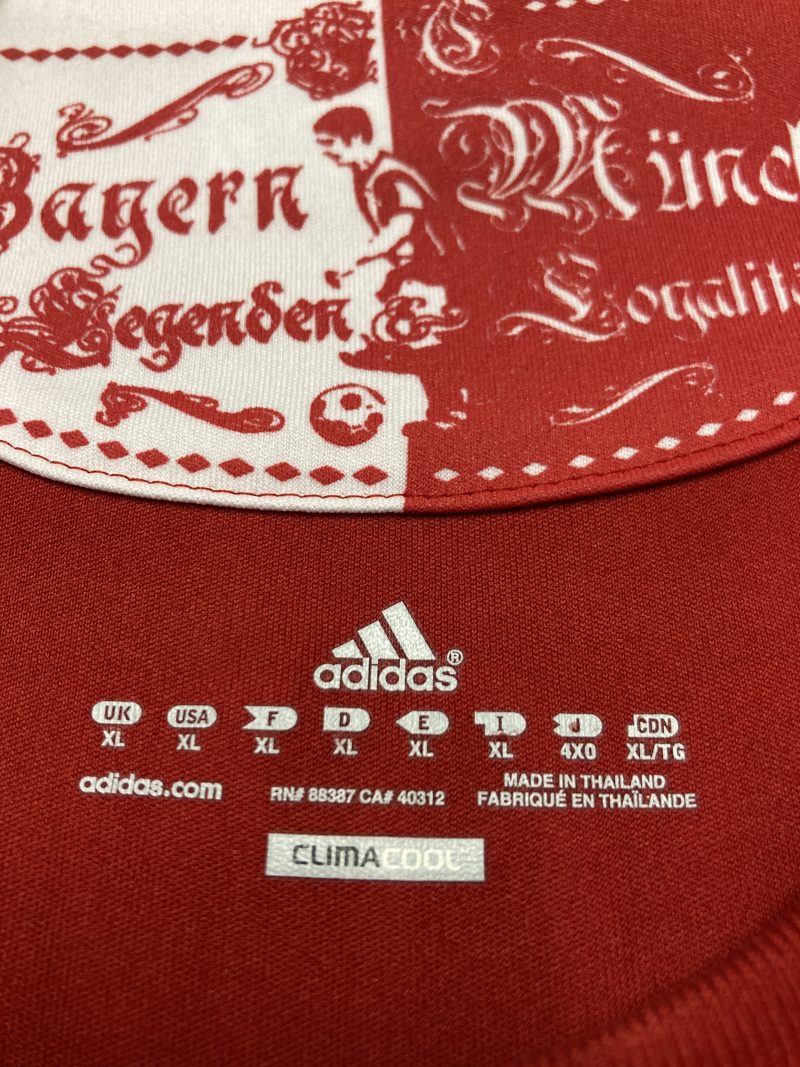 Bayern Münch
Legenden & Loyalitä
adidas®
UK USA F D E I J CDN
XL XL XL XL XL XL 4XO XL/TG
adidas.com RN# 88387 CA# 40312 MADE IN THAILAND
FABRIQUÉ EN THAÏLANDE
CLIMACOOL